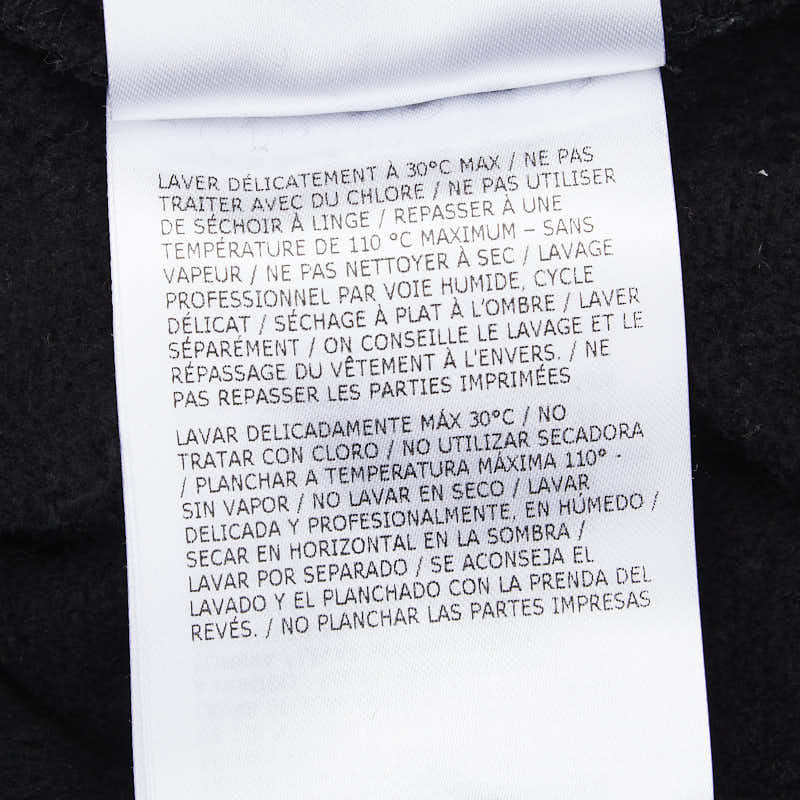 LAVER DÉLICATEMENT À 30°C MAX / NE PAS
TRAITER AVEC DU CHLORE / NE PAS UTILISER
DE SÉCHOIR À LINGE / REPASSER À UNE
TEMPÉRATURE DE 110 °C MAXIMUM – SANS
VAPEUR / NE PAS NETTOYER À SEC / LAVAGE
PROFESSIONNEL PAR VOIE HUMIDE, CYCLE
DÉLICAT / SÉCHAGE À PLAT À L'OMBRE / LAVER
SÉPARÉMENT / ON CONSEILLE LE LAVAGE ET LE
RÉPASSAGE DU VÊTEMENT À L'ENVERS. / NE
PAS REPASSER LES PARTIES IMPRIMÉES
LAVAR DELICADAMENTE MÁX 30°C / NO
TRATAR CON CLORO / NO UTILIZAR SECADORA
/ PLANCHAR A TEMPERATURA MÁXIMA 110° -
SIN VAPOR / NO LAVAR EN SECO / LAVAR
DELICADA Y PROFESIONALMENTE, EN HÚMEDO /
SECAR EN HORIZONTAL EN LA SOMBRA /
LAVAR POR SEPARADO / SE ACONSEJA EL
LAVADO Y EL PLANCHADO CON LA PRENDA DEL
REVÉS. / NO PLANCHAR LAS PARTES IMPRESAS